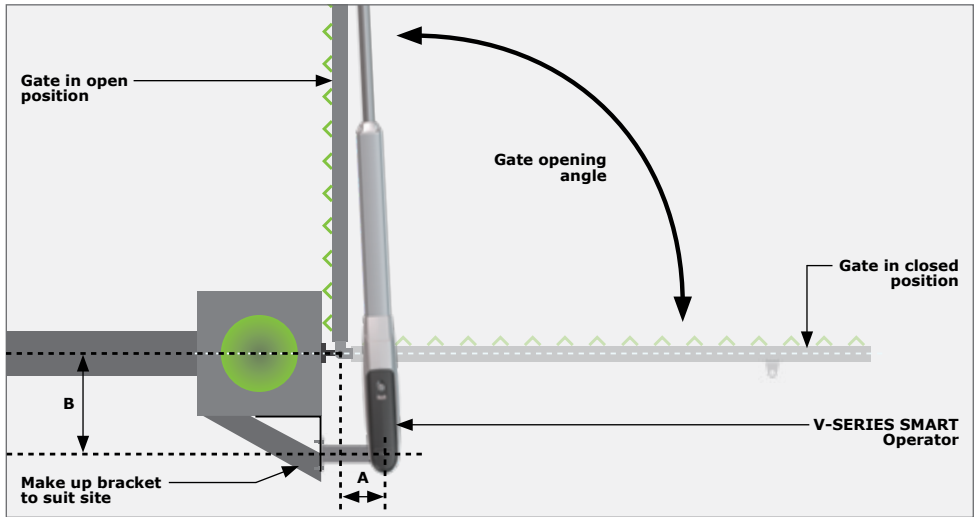 Gate in open
position
Gate opening
angle
Gate in closed
position
B
V-SERIES SMART
Operator
A
Make up bracket
to suit site